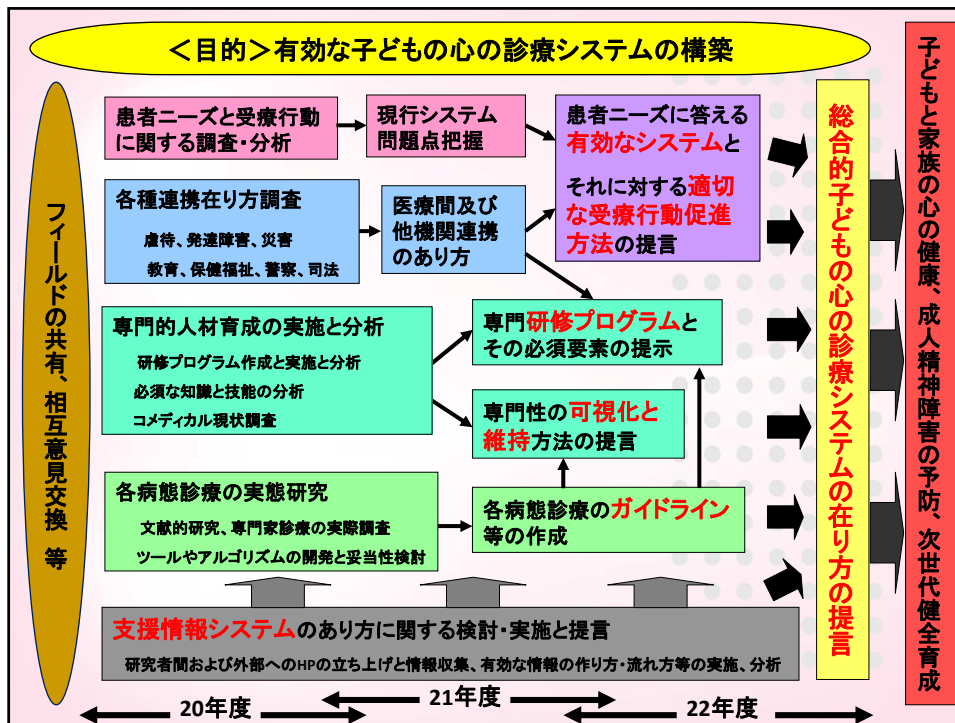 ＜目的＞有効な子どもの心の診療システムの構築
フィールドの共有、相互意見交換 等
患者ニーズと受療行動
に関する調査・分析
現行システム
問題点把握
患者ニーズに答える
有効なシステムと
それに対する適切
な受療行動促進
方法の提言
各種連携在り方調査
虐待、発達障害、災害
教育、保健福祉、警察、司法
医療間及び
他機関連携
のあり方
専門的人材育成の実施と分析
研修プログラム作成と実施と分析
必須な知識と技能の分析
コメディカル現状調査
専門研修プログラムと
その必須要素の提示
専門性の可視化と
維持方法の提言
各病態診療の実態研究
文献的研究、専門家診療の実際調査
ツールやアルゴリズムの開発と妥当性検討
各病態診療のガイドライン
等の作成
支援情報システムのあり方に関する検討・実施と提言
研究者間および外部へのHPの立ち上げと情報収集、有効な情報の作り方・流れ方等の実施、分析
20年度
21年度
22年度
総合的子どもの心の診療システムの在り方の提言
子どもと家族の心の健康、成人精神障害の予防、次世代健全育成